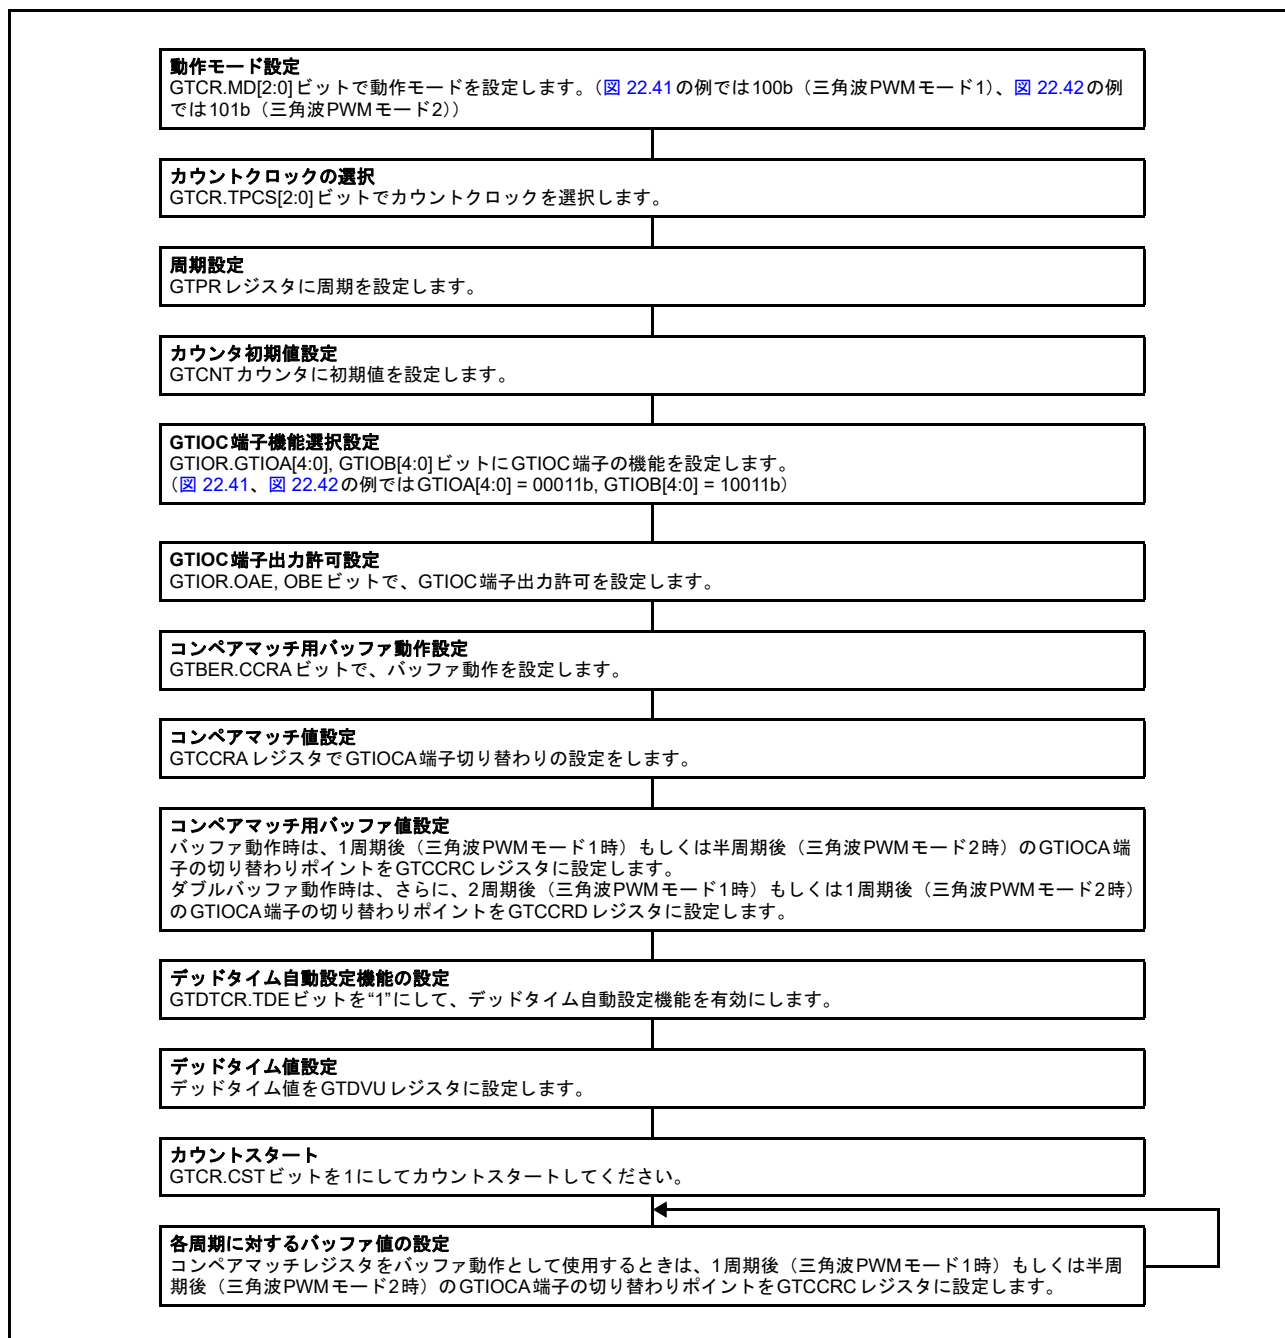 動作モード設定
GTCR.MD[2:0]ビットで動作モードを設定します。（図 22.41の例では100b（三角波PWMモード1）、図 22.42の例
では101b（三角波PWMモード2））
カウントクロックの選択
GTCR.TPCS[2:0]ビットでカウントクロックを選択します。
周期設定
GTPRレジスタに周期を設定します。
カウンタ初期値設定
GTCNTカウンタに初期値を設定します。
GTIOC端子機能選択設定
GTIOR.GTIOA[4:0], GTIOB[4:0]ビットにGTIOC端子の機能を設定します。
（図 22.41、図 22.42の例ではGTIOA[4:0] = 00011b, GTIOB[4:0] = 10011b）
GTIOC端子出力許可設定
GTIOR.OAE, OBEビットで、GTIOC端子出力許可を設定します。
コンペアマッチ用バッファ動作設定
GTBER.CCRAビットで、バッファ動作を設定します。
コンペアマッチ値設定
GTCCRAレジスタでGTIOCA端子切り替わりの設定をします。
コンペアマッチ用バッファ値設定
バッファ動作時は、1周期後（三角波PWMモード1時）もしくは半周期後（三角波PWMモード2時）のGTIOCA端
子の切り替わりポイントをGTCCRCレジスタに設定します。
ダブルバッファ動作時は、さらに、2周期後（三角波PWMモード1時）もしくは1周期後（三角波PWMモード2時）
のGTIOCA端子の切り替わりポイントをGTCCRDレジスタに設定します。
デッドタイム自動設定機能の設定
GTDTCR.TDEビットを“1”にして、デッドタイム自動設定機能を有効にします。
デッドタイム値設定
デッドタイム値をGTDVUレジスタに設定します。
カウントスタート
GTCR.CSTビットを1にしてカウントスタートしてください。
各周期に対するバッファ値の設定
コンペアマッチレジスタをバッファ動作として使用するときは、1周期後（三角波PWMモード1時）もしくは半周
期後（三角波PWMモード2時）のGTIOCA端子の切り替わりポイントをGTCCRCレジスタに設定します。